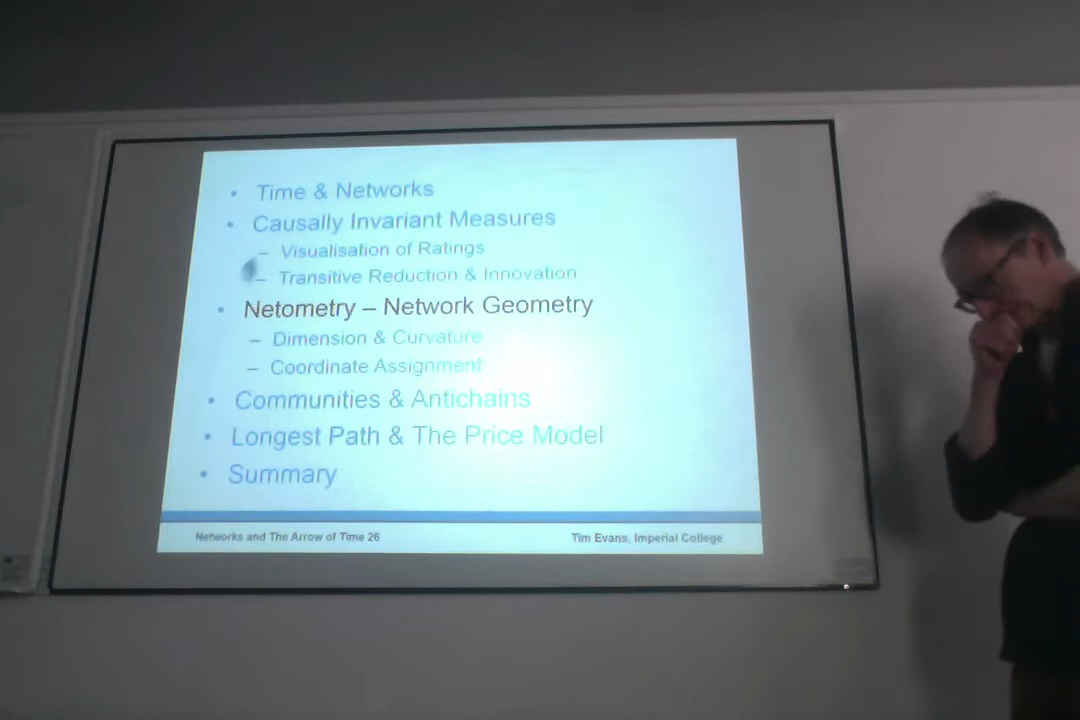 • Time & Networks
• Causally Invariant Measures
– Visualisation of Ratings
– Transitive Reduction & Innovation
• Netometry – Network Geometry
– Dimension & Curvature
– Coordinate Assignment
• Communities & Antichains
• Longest Path & The Price Model
• Summary
Networks and The Arrow of Time 26
Tim Evans, Imperial College